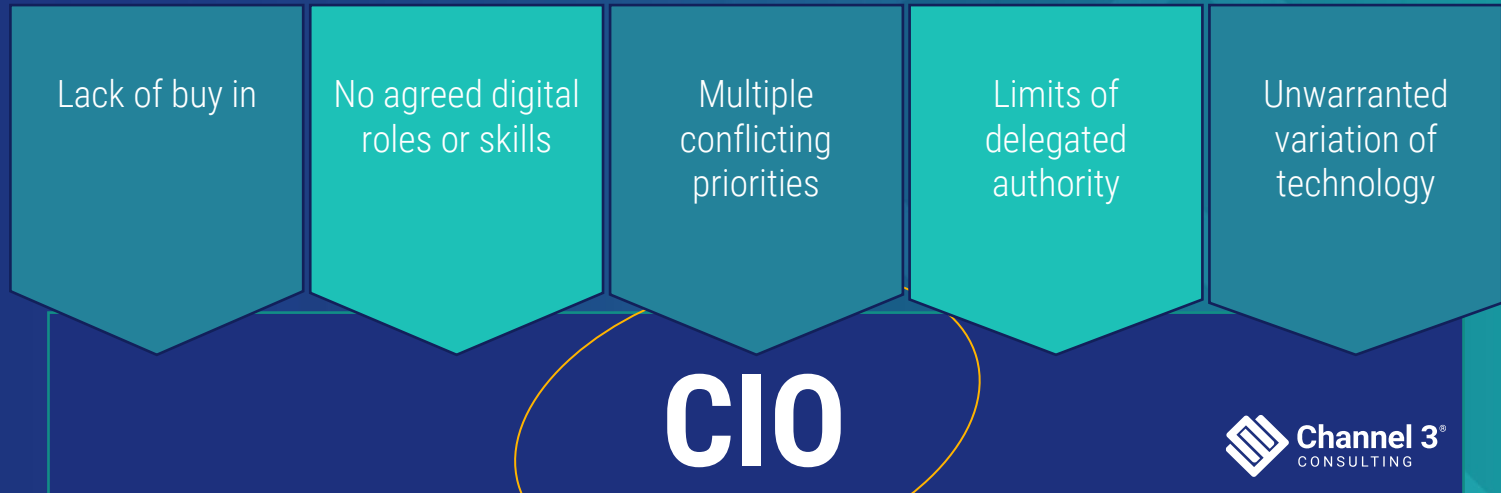 Lack of buy in
No agreed digital
roles or skills
Multiple
conflicting
priorities
Limits of
delegated
authority
Unwarranted
variation of
technology
CIO
Channel 3®
CONSULTING